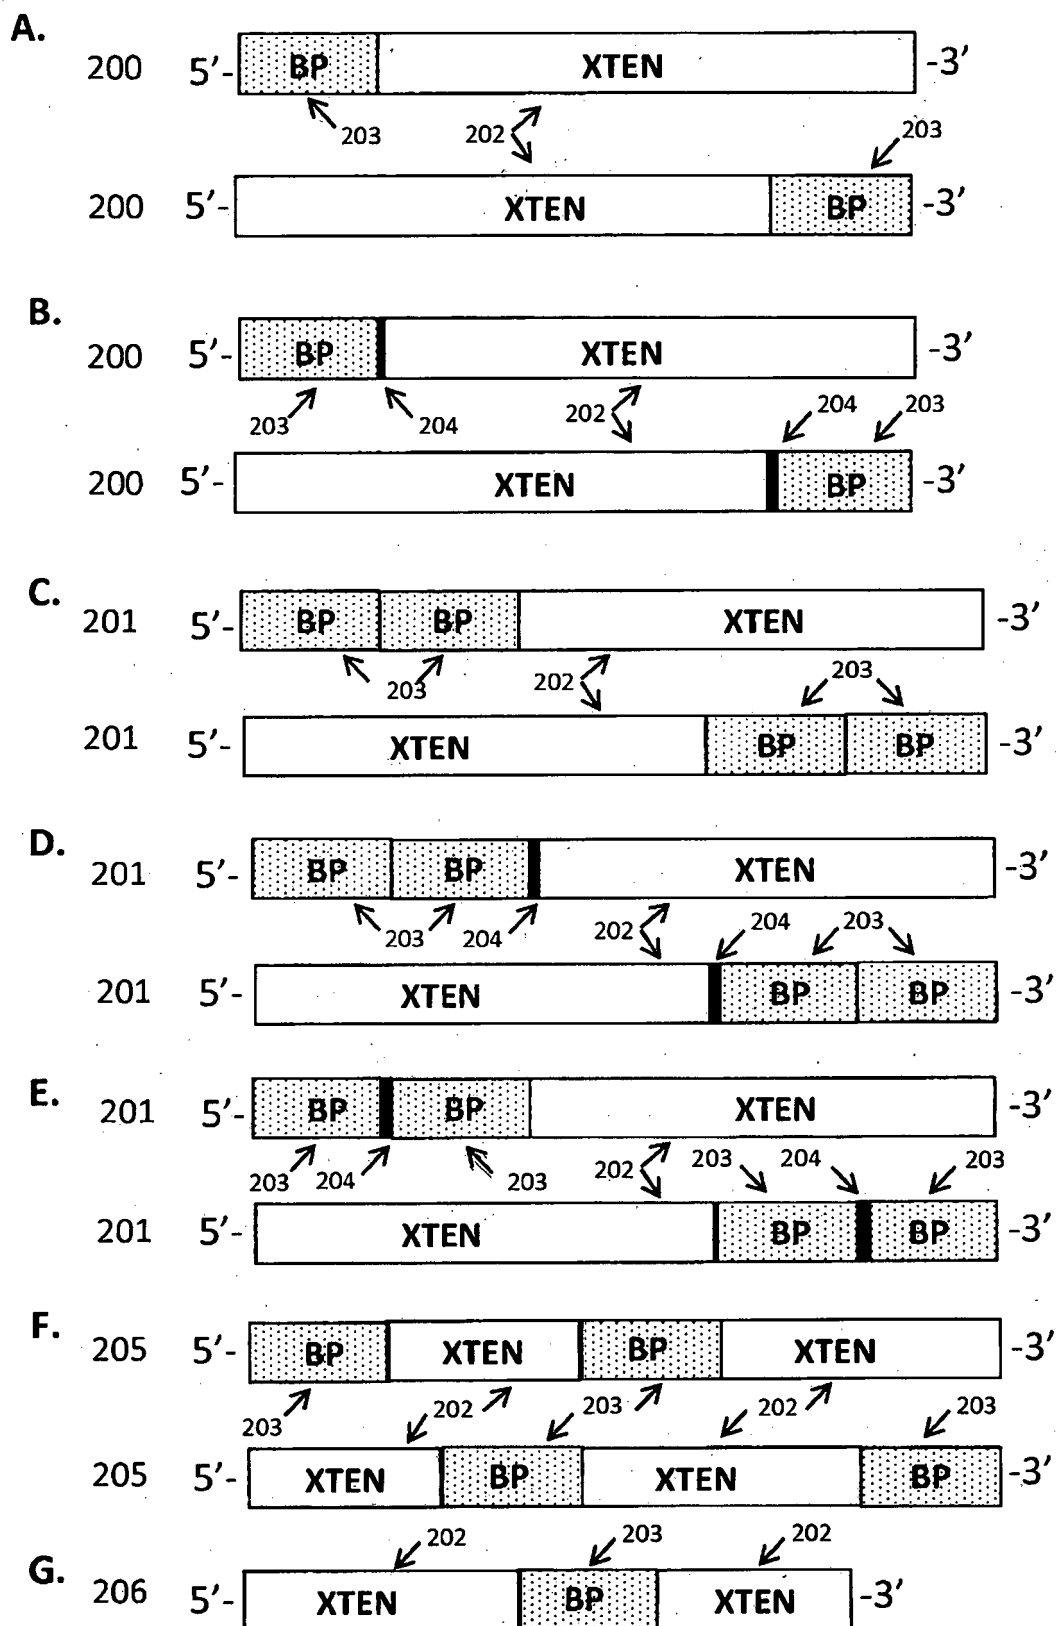 A.
200 5'- BP XTEN -3'
203 202 203
200 5'- XTEN BP -3'
B.
200 5'- BP XTEN -3'
203 204 202 204 203
200 5'- XTEN BP -3'
C.
201 5'- BP BP XTEN -3'
203 202 203
201 5'- XTEN BP BP -3'
D.
201 5'- BP BP XTEN -3'
203 204 202 204 203
201 5'- XTEN BP BP -3'
E.
201 5'- BP BP XTEN -3'
203 204 203 202 203 204 203
201 5'- XTEN BP BP -3'
F.
205 5'- BP XTEN BP XTEN -3'
203 202 203 202 203
205 5'- XTEN BP XTEN BP -3'
202 203 202
G.
206 5'- XTEN BP XTEN -3'